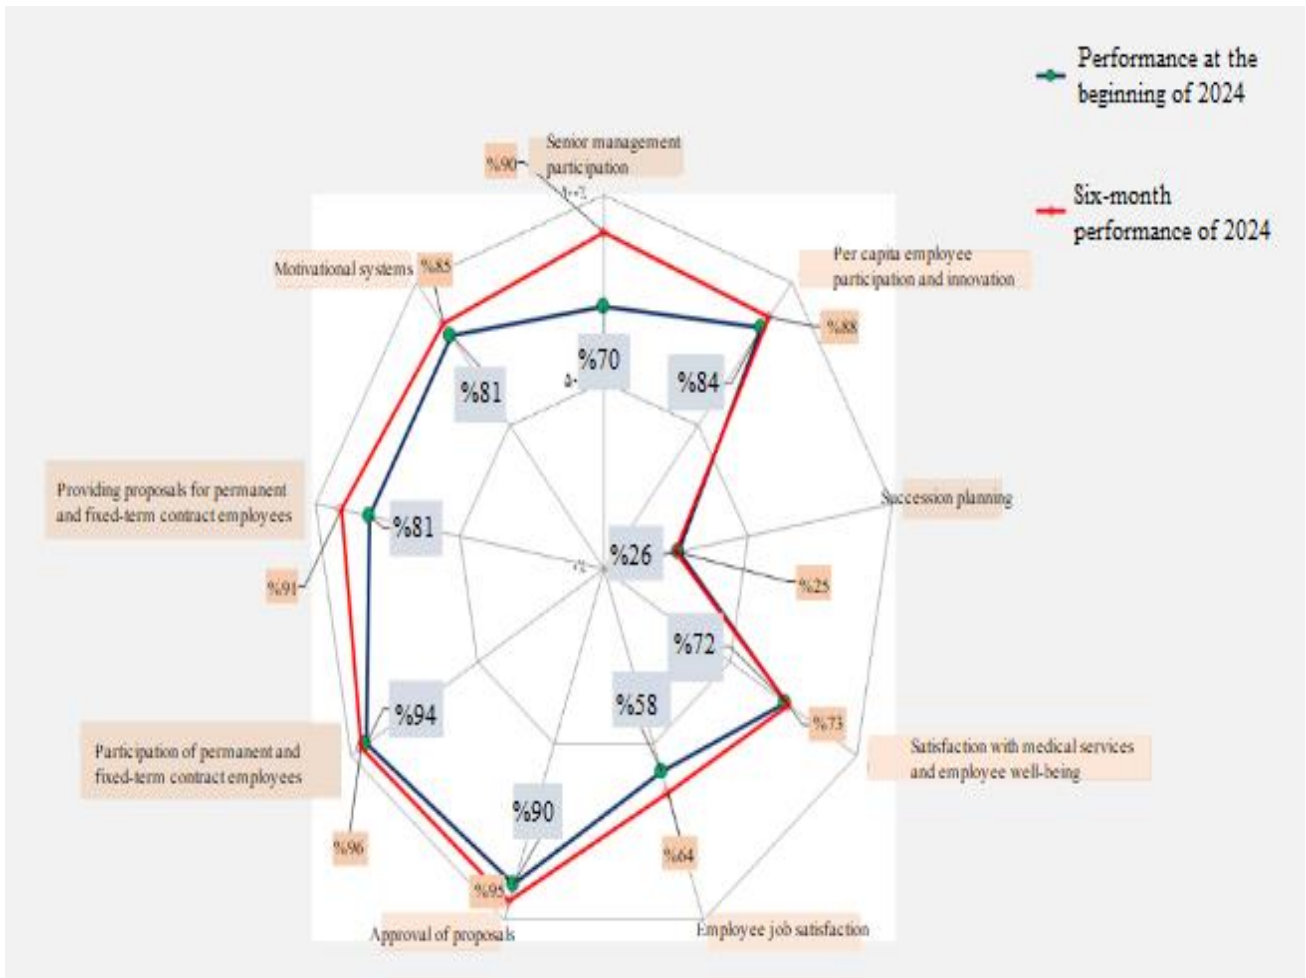 Performance at the
beginning of 2024
Six-month
performance of 2024
Senior management
participation
%90
Per capita employee
participation and innovation
Motivational systems
%85
%88
%70
۵۰
%84
%81
Providing proposals for permanent
and fixed-term contract employees
Succession planning
%81
%26
۰٪
%91
%25
%72
%58
%94
%73
Participation of permanent and
fixed-term contract employees
Satisfaction with medical services
and employee well-being
%90
%96
%64
%95
Approval of proposals
Employee job satisfaction